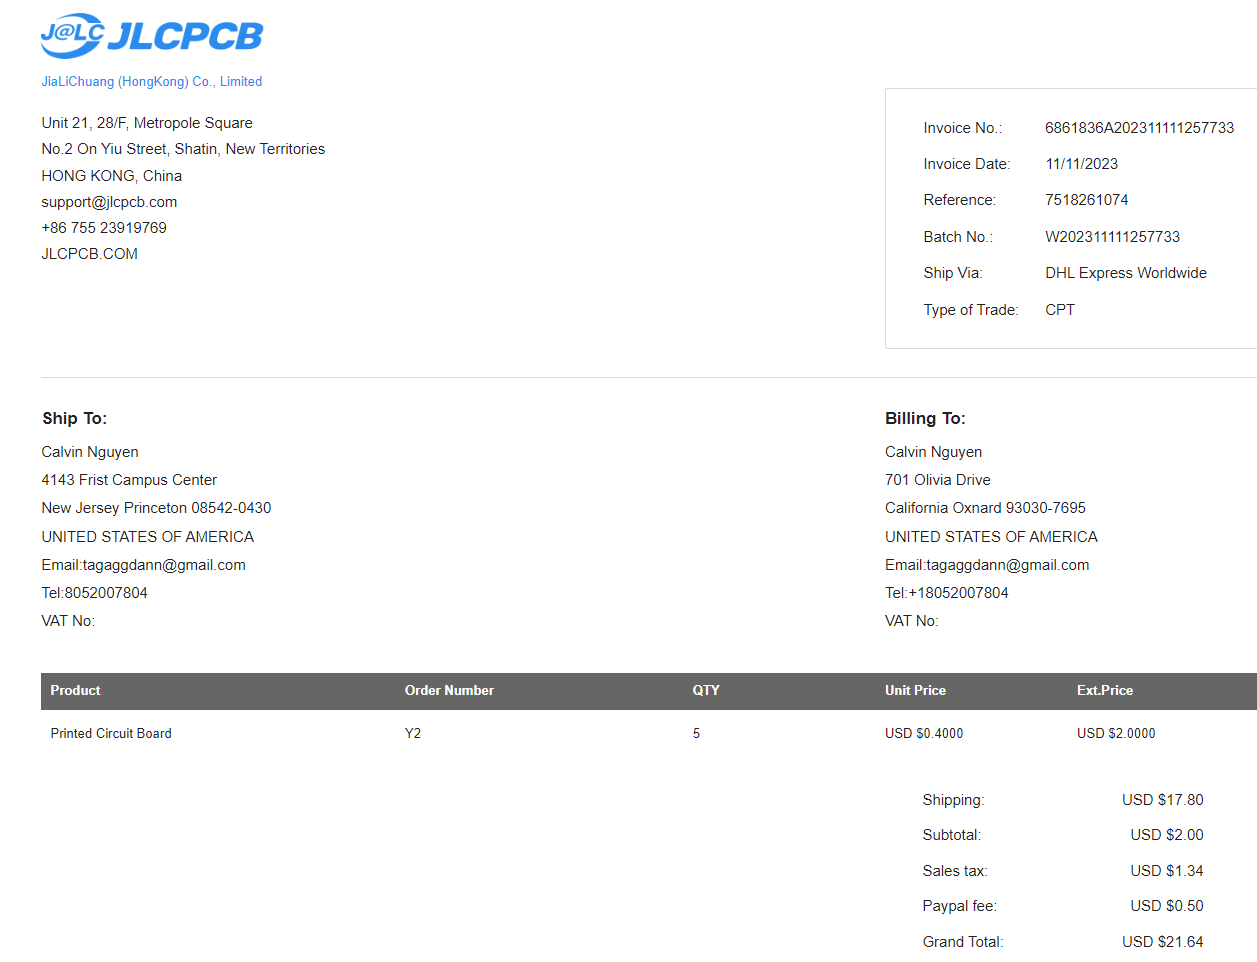 J@LC JLCPCB
JiaLiChuang (HongKong) Co., Limited
Unit 21, 28/F, Metropole Square
No.2 On Yiu Street, Shatin, New Territories
HONG KONG, China
support@jlcpcb.com
+86 755 23919769
JLCPCB.COM
Invoice No.: 6861836A202311111257733
Invoice Date: 11/11/2023
Reference: 7518261074
Batch No.: W202311111257733
Ship Via: DHL Express Worldwide
Type of Trade: CPT
Ship To:
Calvin Nguyen
4143 Frist Campus Center
New Jersey Princeton 08542-0430
UNITED STATES OF AMERICA
Email:tagaggdann@gmail.com
Tel:8052007804
VAT No:
Billing To:
Calvin Nguyen
701 Olivia Drive
California Oxnard 93030-7695
UNITED STATES OF AMERICA
Email:tagaggdann@gmail.com
Tel:+18052007804
VAT No:
Product Order Number QTY Unit Price Ext.Price
Printed Circuit Board Y2 5 USD $0.4000 USD $2.0000
Shipping: USD $17.80
Subtotal: USD $2.00
Sales tax: USD $1.34
Paypal fee: USD $0.50
Grand Total: USD $21.64